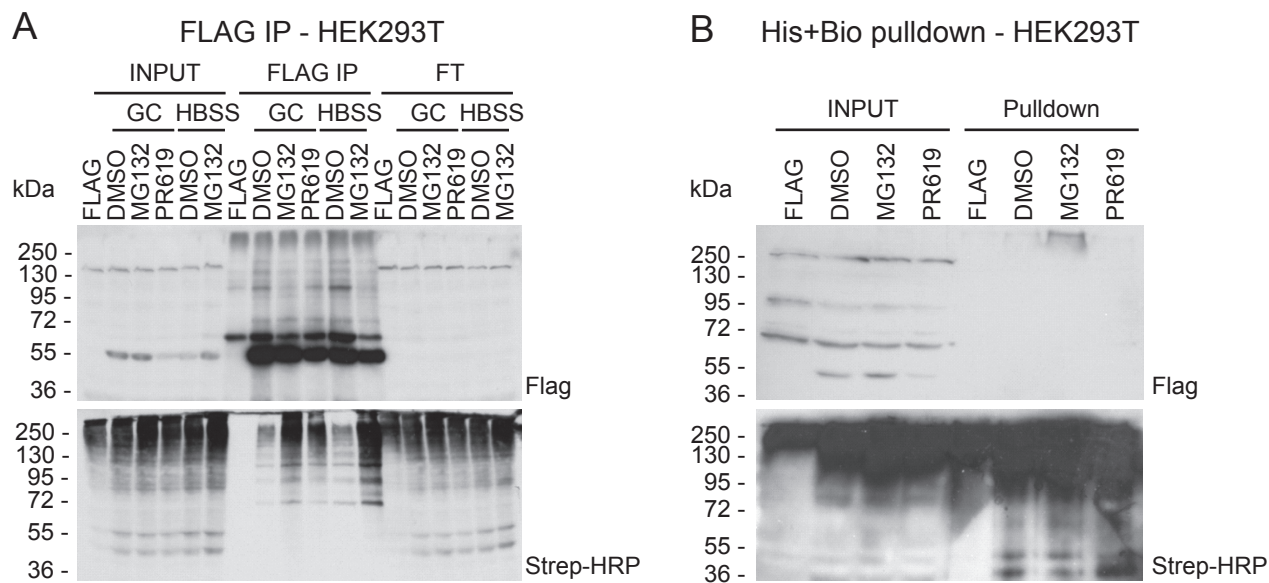 A
FLAG IP - HEK293T
INPUT FLAG IP FT
GC HBSS GC HBSS GC HBSS
kDa
FLAG DMSO MG132 PR619 DMSO MG132 FLAG DMSO MG132 PR619 DMSO MG132 FLAG DMSO MG132 PR619 DMSO MG132
250 -
130 -
95 -
72 -
55 -
36 -
Flag
250 -
130 -
95 -
72 -
55 -
36 -
Strep-HRP
B
His+Bio pulldown - HEK293T
INPUT Pulldown
kDa
FLAG DMSO MG132 PR619 FLAG DMSO MG132 PR619
250 -
130 -
95 -
72 -
55 -
36 -
Flag
250 -
130 -
95 -
72 -
55 -
36 -
Strep-HRP